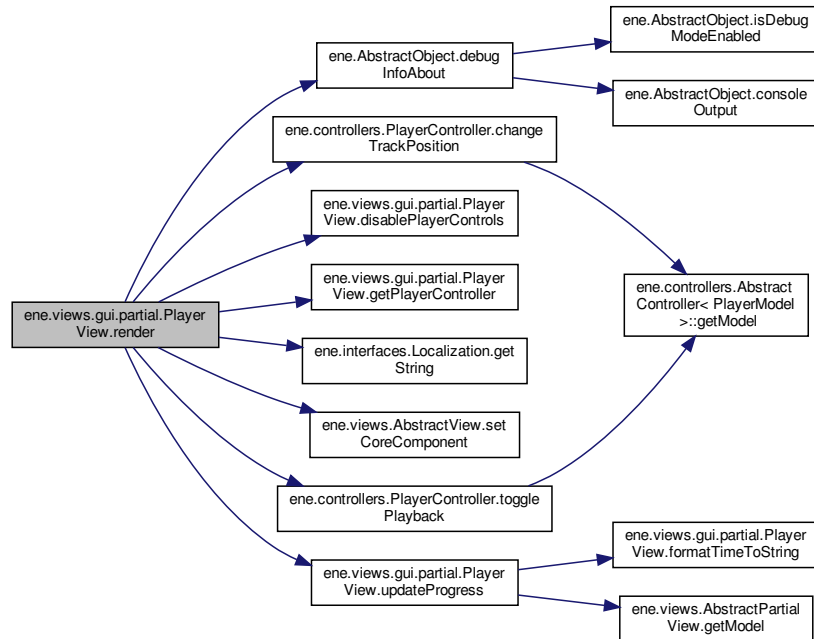 ene.views.gui.partial.Player
View.render
ene.AbstractObject.debug
InfoAbout
ene.AbstractObject.isDebug
ModeEnabled
ene.AbstractObject.console
Output
ene.controllers.PlayerController.change
TrackPosition
ene.views.gui.partial.Player
View.disablePlayerControls
ene.views.gui.partial.Player
View.getPlayerController
ene.controllers.Abstract
Controller< PlayerModel
>::getModel
ene.interfaces.Localization.get
String
ene.views.AbstractView.set
CoreComponent
ene.controllers.PlayerController.toggle
Playback
ene.views.gui.partial.Player
View.updateProgress
ene.views.gui.partial.Player
View.formatTimeToString
ene.views.AbstractPartial
View.getModel